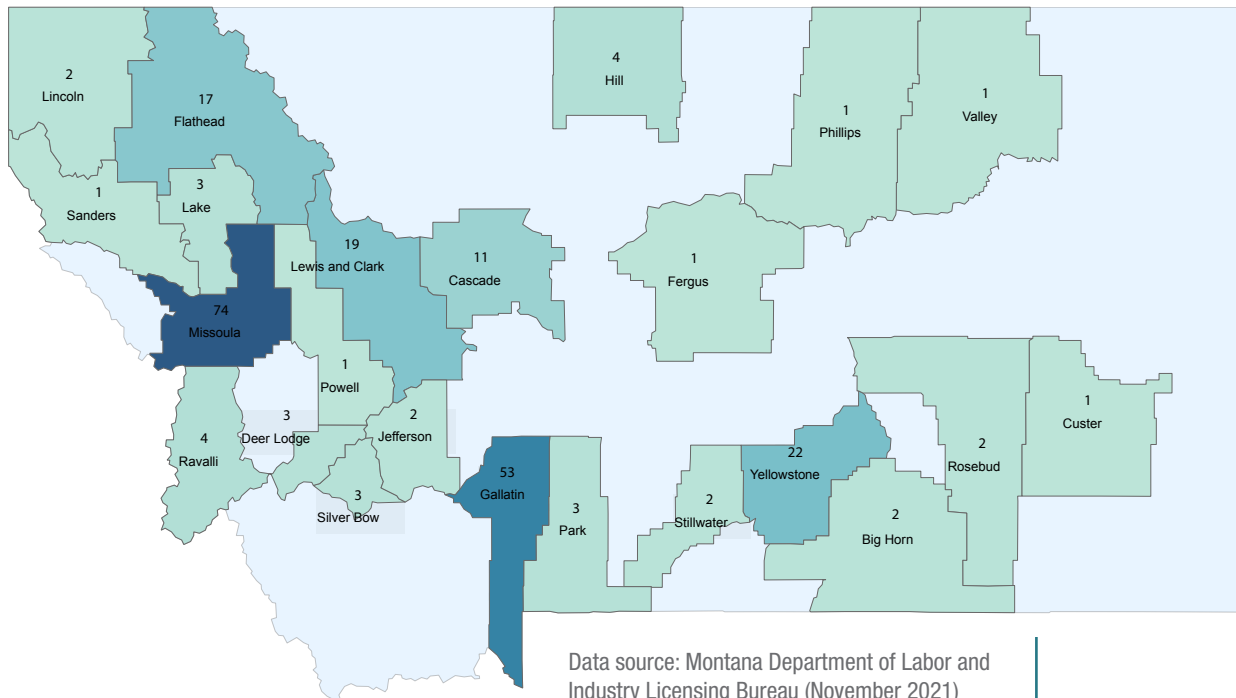 4
Hill
2
Lincoln
17
Flathead
1
Phillips
1
Valley
1
Sanders
3
Lake
19
Lewis and Clark
11
Cascade
1
Fergus
74
Missoula
1
Powell
3
Deer Lodge
2
Jefferson
4
Ravalli
3
Silver Bow
53
Gallatin
3
Park
2
Stillwater
22
Yellowstone
2
Big Horn
2
Rosebud
1
Custer
Data source: Montana Department of Labor and
Industry Licensing Bureau (November 2021)